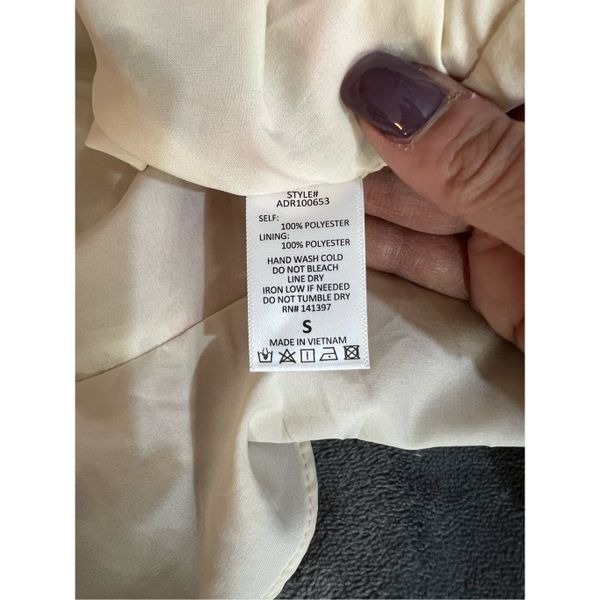 STYLE#
ADR100653
SELF:
100% POLYESTER
LINING:
100% POLYESTER
HAND WASH COLD
DO NOT BLEACH
LINE DRY
IRON LOW IF NEEDED
DO NOT TUMBLE DRY
RN# 141397
S
MADE IN VIETNAM